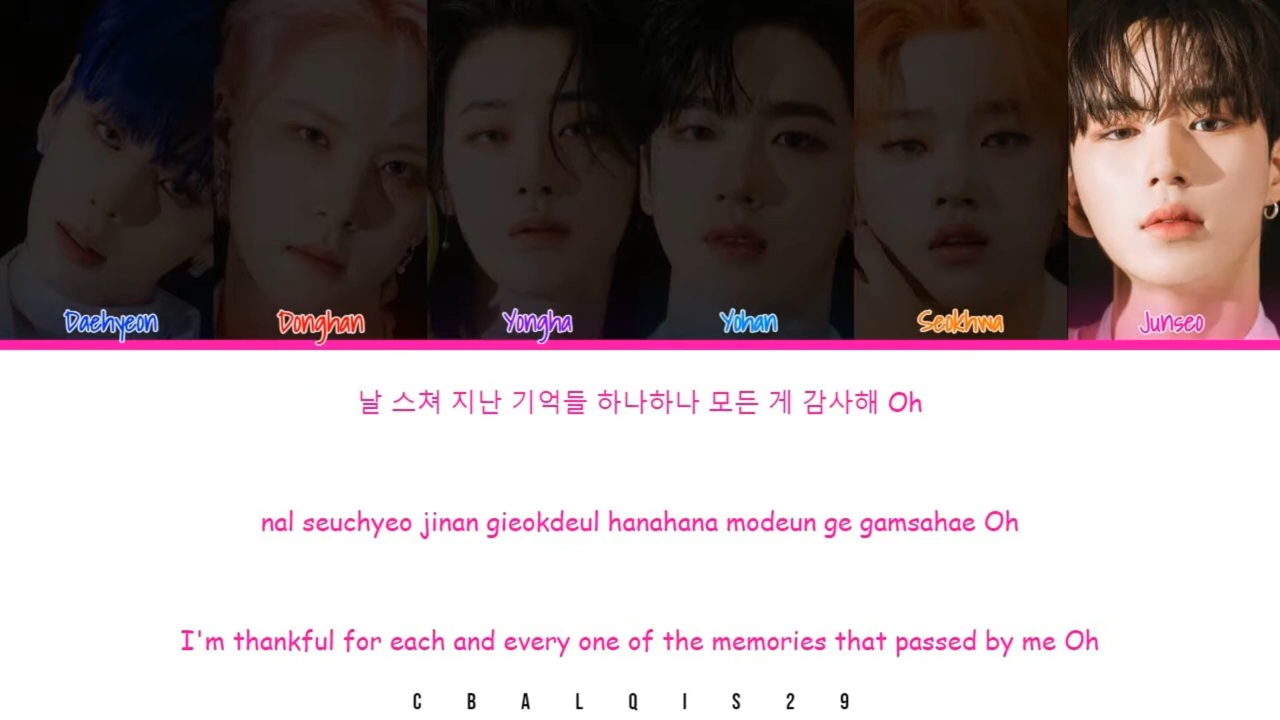 Daehyeon Donghan Yongha Yohan Seokhwa Junseo
날 스쳐 지난 기억들 하나하나 모든 게 감사해 Oh
nal seuchyeo jinan gieokdeul hanahana modeun ge gamsahae Oh
I'm thankful for each and every one of the memories that passed by me Oh
CBALQIS29